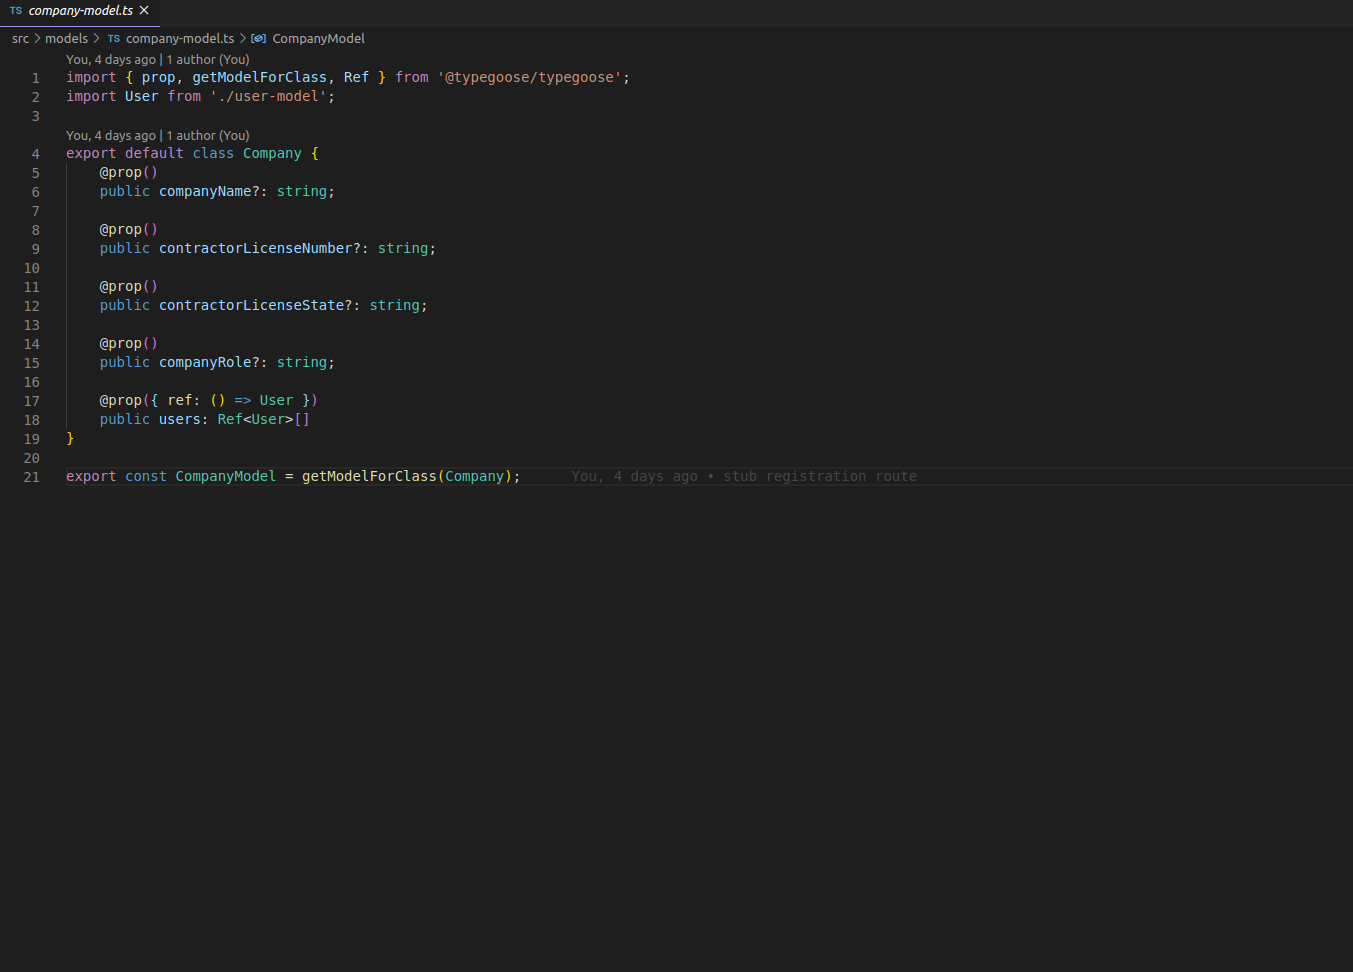 TS company-model.ts
src > models > TS company-model.ts > CompanyModel
You, 4 days ago | 1 author (You)
1 import { prop, getModelForClass, Ref } from '@typegoose/typegoose';
2 import User from './user-model';
3
You, 4 days ago | 1 author (You)
4 export default class Company {
5 @prop()
6 public companyName?: string;
7
8 @prop()
9 public contractorLicenseNumber?: string;
10
11 @prop()
12 public contractorLicenseState?: string;
13
14 @prop()
15 public companyRole?: string;
16
17 @prop({ ref: () => User })
18 public users: Ref<User>[]
19 }
20
21 export const CompanyModel = getModelForClass(Company); You, 4 days ago • stub registration route